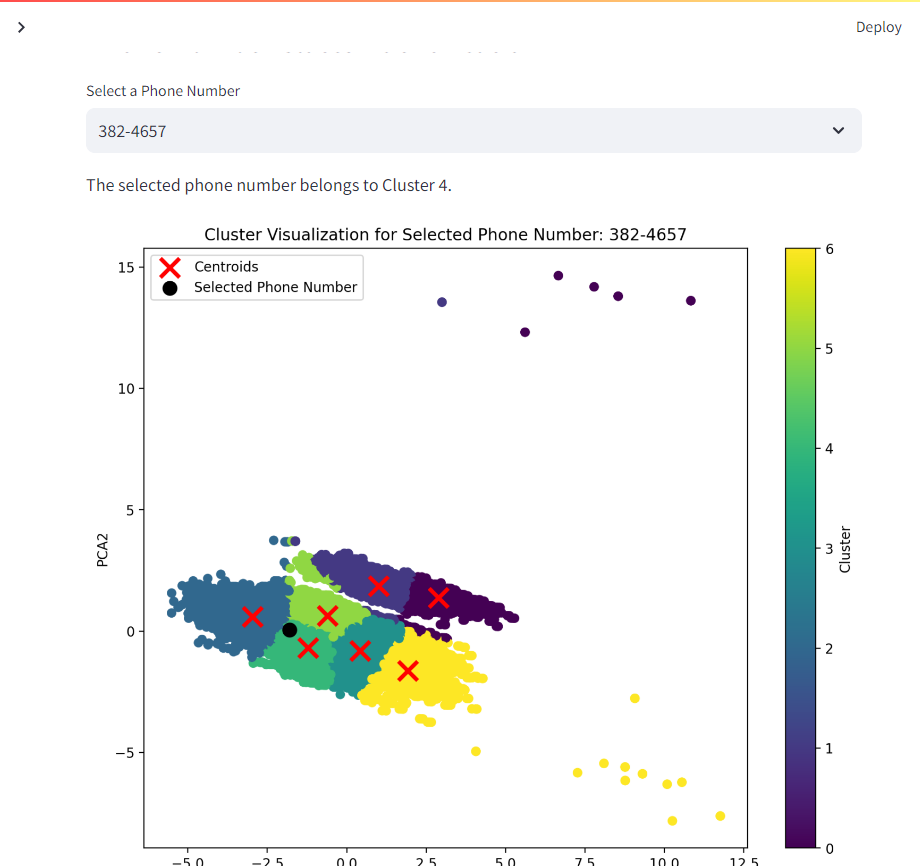 Deploy
Select a Phone Number
382-4657
The selected phone number belongs to Cluster 4.
Cluster Visualization for Selected Phone Number: 382-4657
Centroids
Selected Phone Number
15
10
5
0
−5
PCA2
−5.0 −2.5 0.0 2.5 5.0 7.5 10.0 12.5
6
5
4
3
2
1
0
Cluster